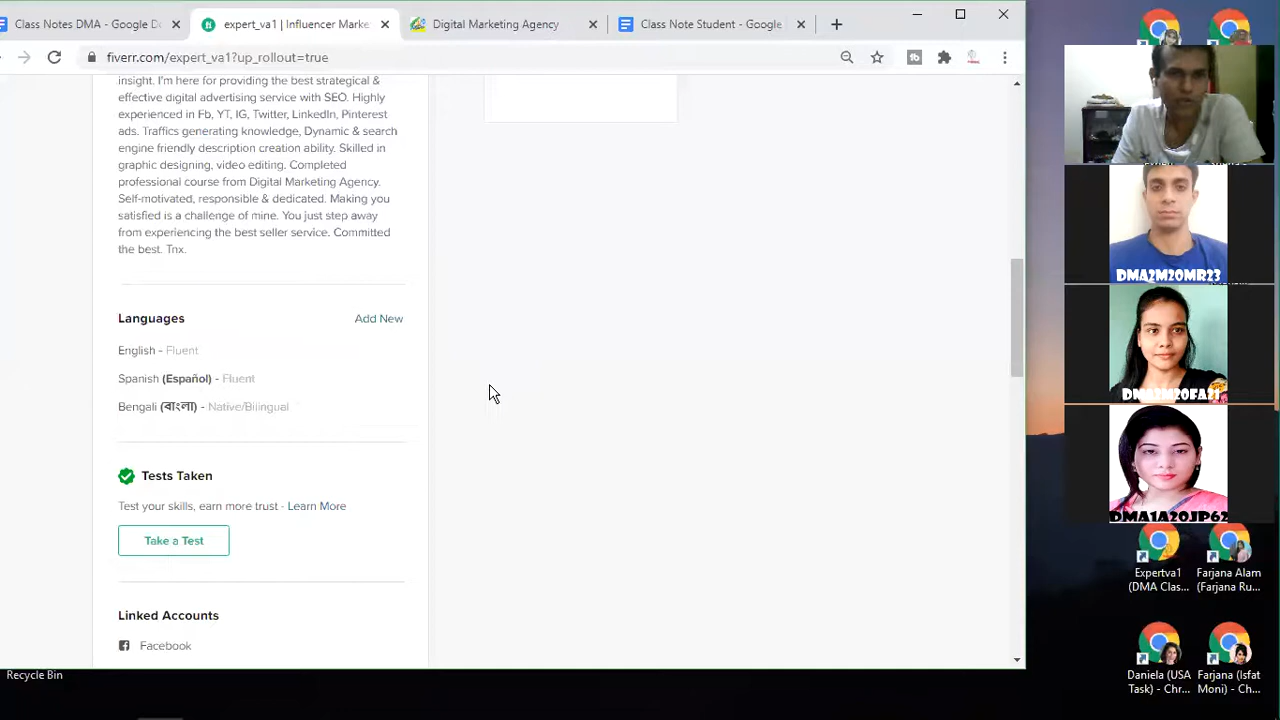 Class Notes DMA - Google D
expert_va1 | Influencer Marke
Digital Marketing Agency
Class Note Student - Google
fiverr.com/expert_va1?up_rollout=true
insight. I'm here for providing the best strategical &
effective digital advertising service with SEO. Highly
experienced in Fb, YT, IG, Twitter, LinkedIn, Pinterest
ads. Traffics generating knowledge, Dynamic & search
engine friendly description creation ability. Skilled in
graphic designing, video editing. Completed
professional course from Digital Marketing Agency.
Self-motivated, responsible & dedicated. Making you
satisfied is a challenge of mine. You just step away
from experiencing the best seller service. Committed
the best. Tnx.
Languages
Add New
English - Fluent
Spanish (Español) - Fluent
Bengali (বাংলা) - Native/Bilingual
Tests Taken
Test your skills, earn more trust - Learn More
Take a Test
Linked Accounts
Facebook
Recycle Bin
DMA2M20MR23
DMA2M20FA21
DMA1A20JP62
Expertva1
(DMA Clas...
Farjana Alam
(Farjana Ru...
Daniela (USA
Task) - Chr...
Farjana (Isfat
Moni) - Ch...